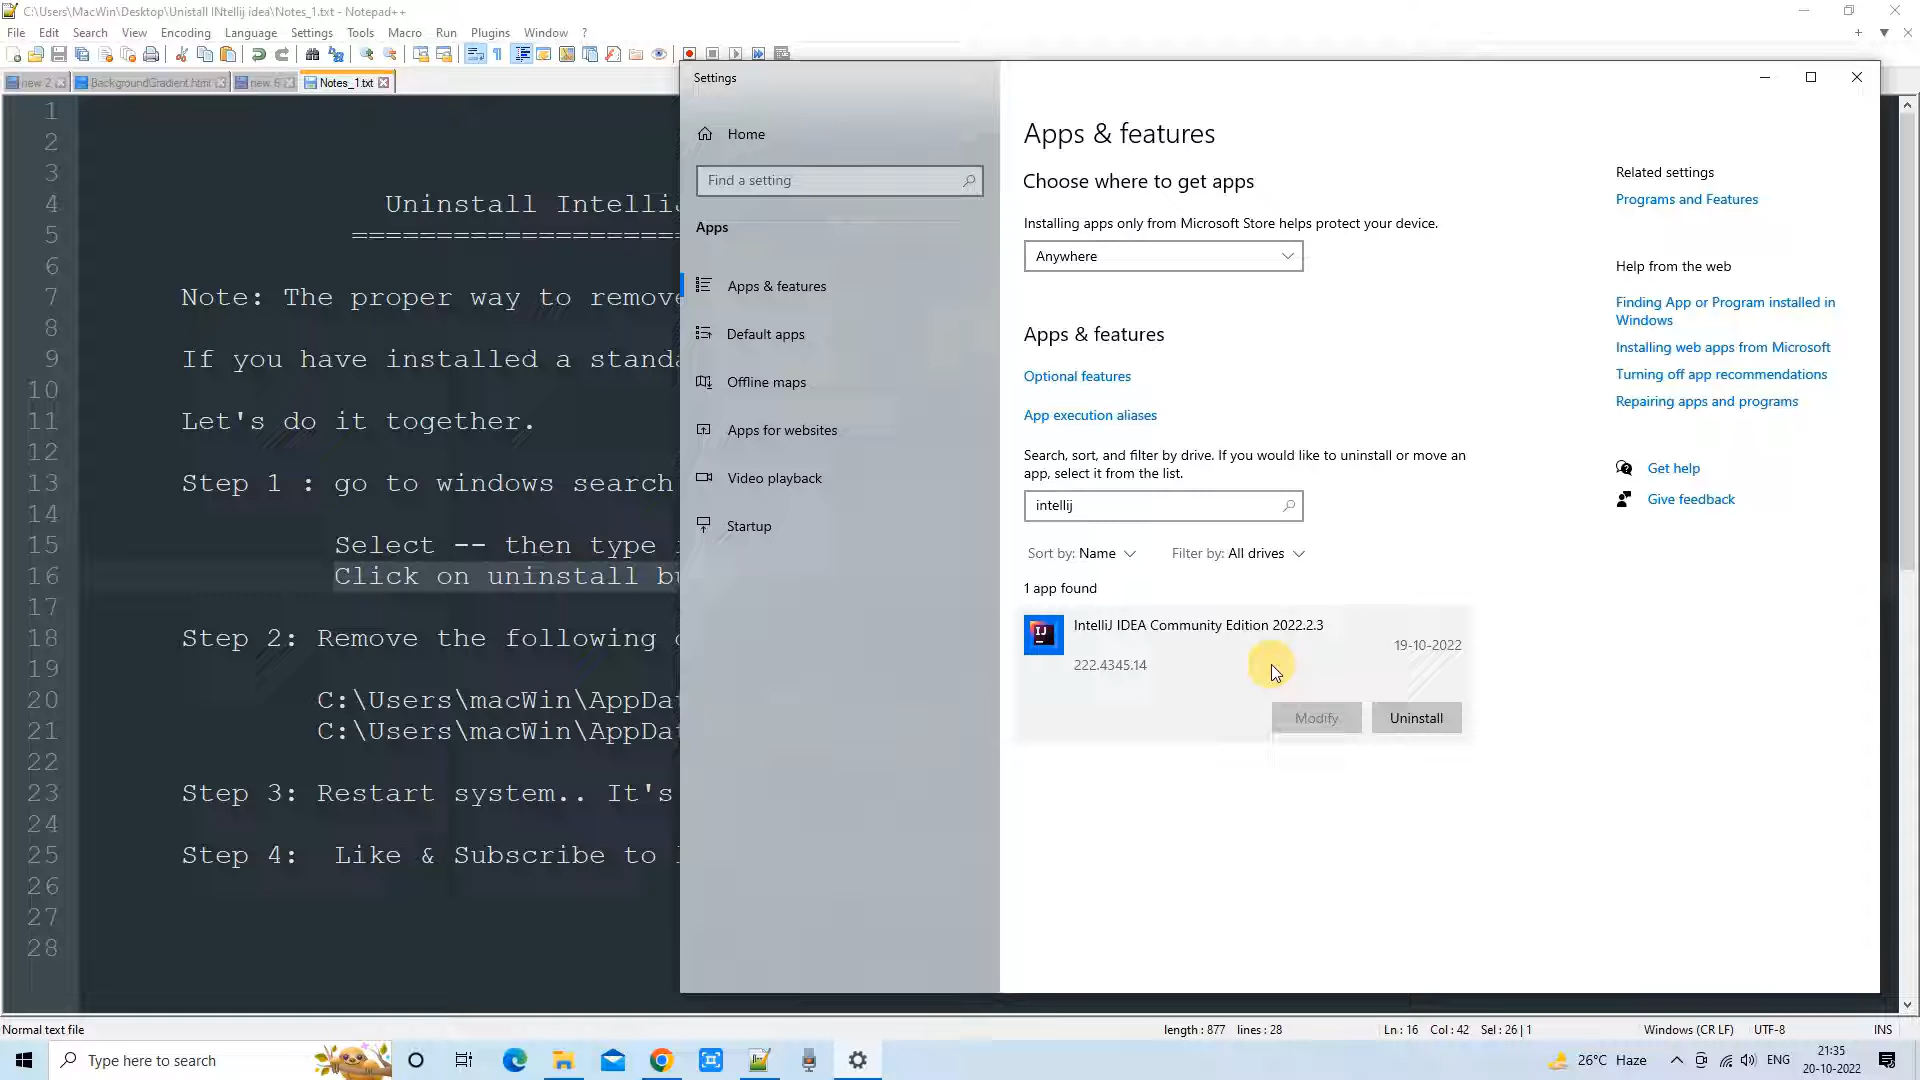 C:\Users\MacWin\Desktop\Unistall INtellij idea\Notes_1.txt - Notepad++
File Edit Search View Encoding Language Settings Tools Macro Run Plugins Window ?
new 2 BackgroundGradient.html new 6 Notes_1.txt
1
2
3
4 Uninstall IntelliJ
5 ====================
6
7 Note: The proper way to remove
8
9 If you have installed a standa
10
11 Let's do it together.
12
13 Step 1 : go to windows search
14
15 Select -- then type
16 Click on uninstall bu
17
18 Step 2: Remove the following
19
20 C:\Users\macWin\AppDat
21 C:\Users\macWin\AppDat
22
23 Step 3: Restart system.. It's
24
25 Step 4: Like & Subscribe to
26
27
28
Settings
Home
Find a setting
Apps
Apps & features
Default apps
Offline maps
Apps for websites
Video playback
Startup
Apps & features
Choose where to get apps
Installing apps only from Microsoft Store helps protect your device.
Anywhere
Apps & features
Optional features
App execution aliases
Search, sort, and filter by drive. If you would like to uninstall or move an
app, select it from the list.
intellij
Sort by: Name Filter by: All drives
1 app found
IntelliJ IDEA Community Edition 2022.2.3
19-10-2022
222.4345.14
Modify Uninstall
Related settings
Programs and Features
Help from the web
Finding App or Program installed in
Windows
Installing web apps from Microsoft
Turning off app recommendations
Repairing apps and programs
Get help
Give feedback
Normal text file length : 877 lines : 28 Ln : 16 Col : 42 Sel : 26 | 1 Windows (CR LF) UTF-8 INS
Type here to search
26°C Haze ENG
21:35
20-10-2022